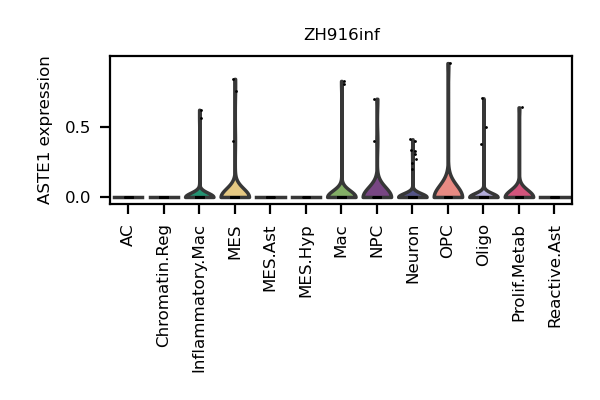 ZH916inf
ASTE1 expression
0.5
0.0
AC
Chromatin.Reg
Inflammatory.Mac
MES
MES.Ast
MES.Hyp
Mac
NPC
Neuron
OPC
Oligo
Prolif.Metab
Reactive.Ast